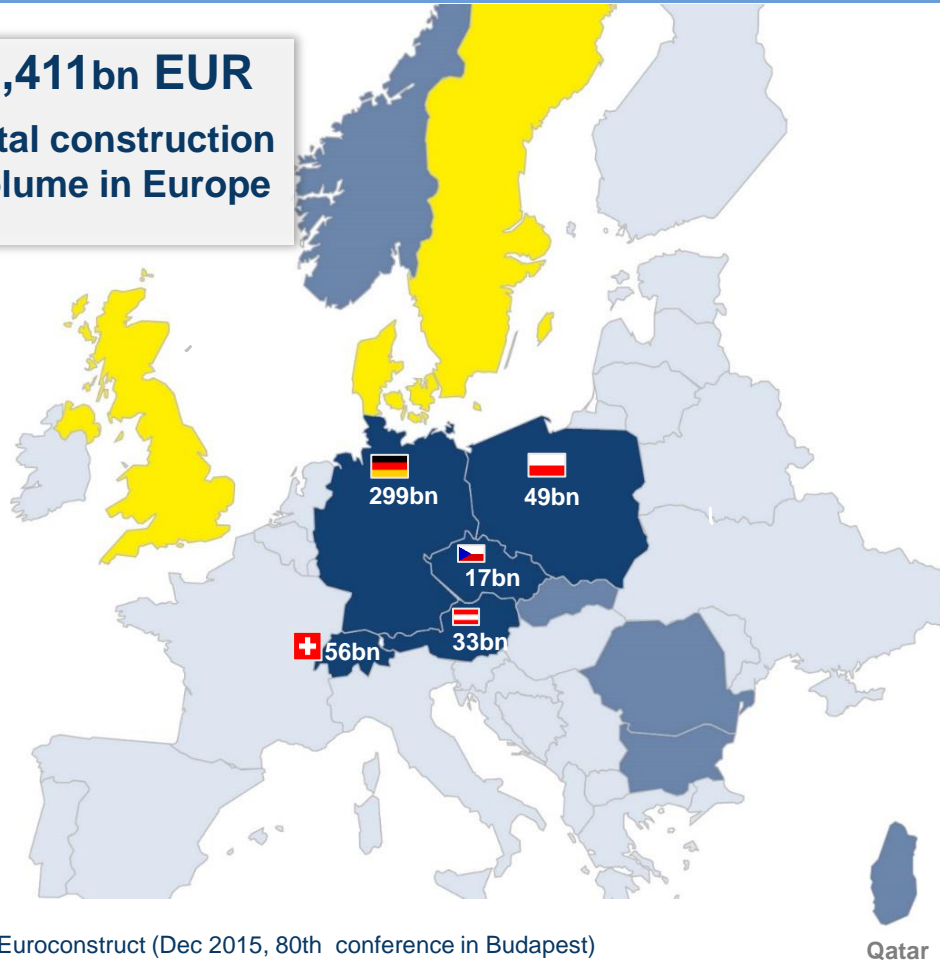 ,411bn EUR
tal construction
lume in Europe
299bn
49bn
17bn
33bn
56bn
Euroconstruct (Dec 2015, 80th conference in Budapest)
Qatar